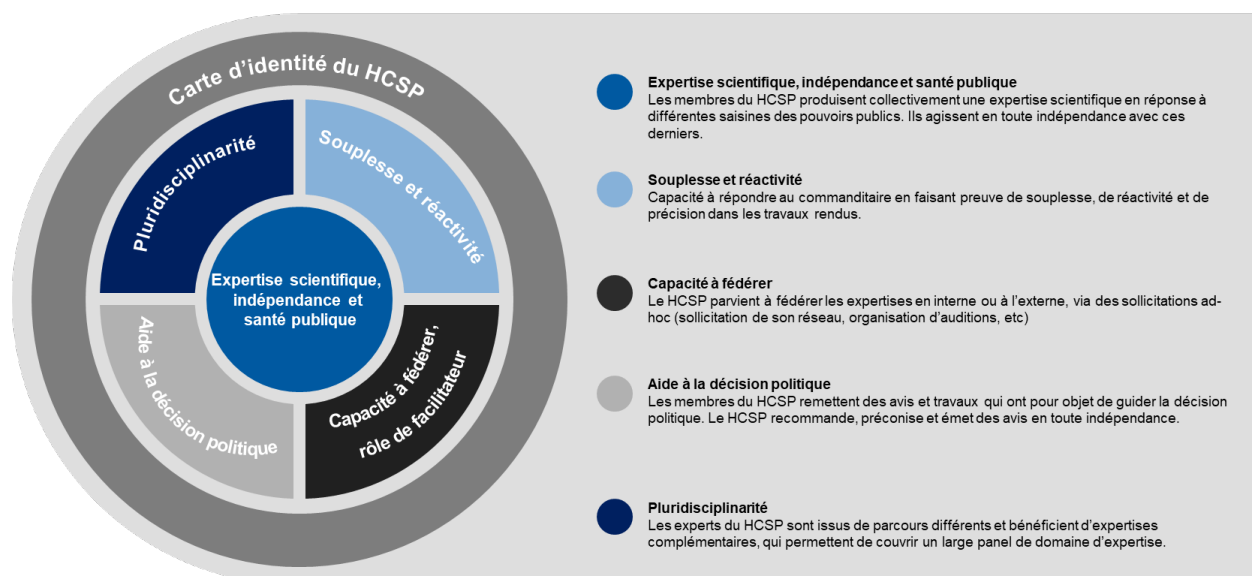 Carte d'identité du HCSP
Pluridisciplinarité
Souplesse et réactivité
Expertise scientifique,
indépendance et
santé publique
Aide à la décision politique
Capacité à fédérer,
rôle de facilitateur
Expertise scientifique, indépendance et santé publique
Les membres du HCSP produisent collectivement une expertise scientifique en réponse à
différentes saisines des pouvoirs publics. Ils agissent en toute indépendance avec ces
derniers.
Souplesse et réactivité
Capacité à répondre au commanditaire en faisant preuve de souplesse, de réactivité et de
précision dans les travaux rendus.
Capacité à fédérer
Le HCSP parvient à fédérer les expertises en interne ou à l'externe, via des sollicitations ad-
hoc (sollicitation de son réseau, organisation d'auditions, etc)
Aide à la décision politique
Les membres du HCSP remettent des avis et travaux qui ont pour objet de guider la décision
politique. Le HCSP recommande, préconise et émet des avis en toute indépendance.
Pluridisciplinarité
Les experts du HCSP sont issus de parcours différents et bénéficient d'expertises
complémentaires, qui permettent de couvrir un large panel de domaine d'expertise.